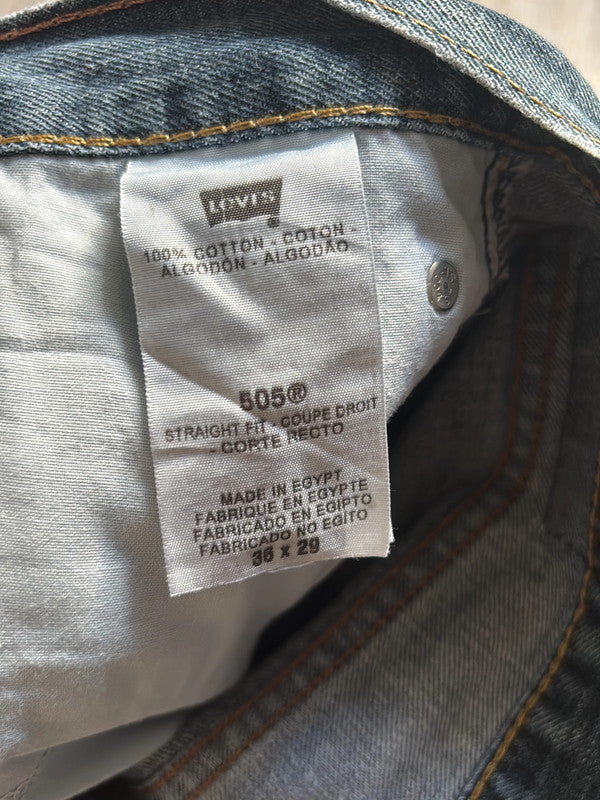 LEVI'S
®
100% COTTON - COTON -
ALGODÓN - ALGODÃO
505®
STRAIGHT FIT - COUPE DROIT
- CORTE RECTO
MADE IN EGYPT
FABRIQUE EN EGYPTE
FABRICADO EN EGIPTO
FABRICADO NO EGITO
36 x 29